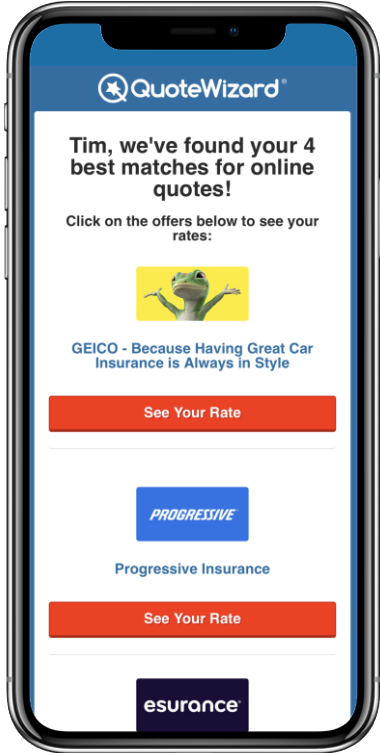 QuoteWizard®
Tim, we've found your 4
best matches for online
quotes!
Click on the offers below to see your
rates:
GEICO - Because Having Great Car
Insurance is Always in Style
See Your Rate
PROGRESSIVE
Progressive Insurance
See Your Rate
esurance